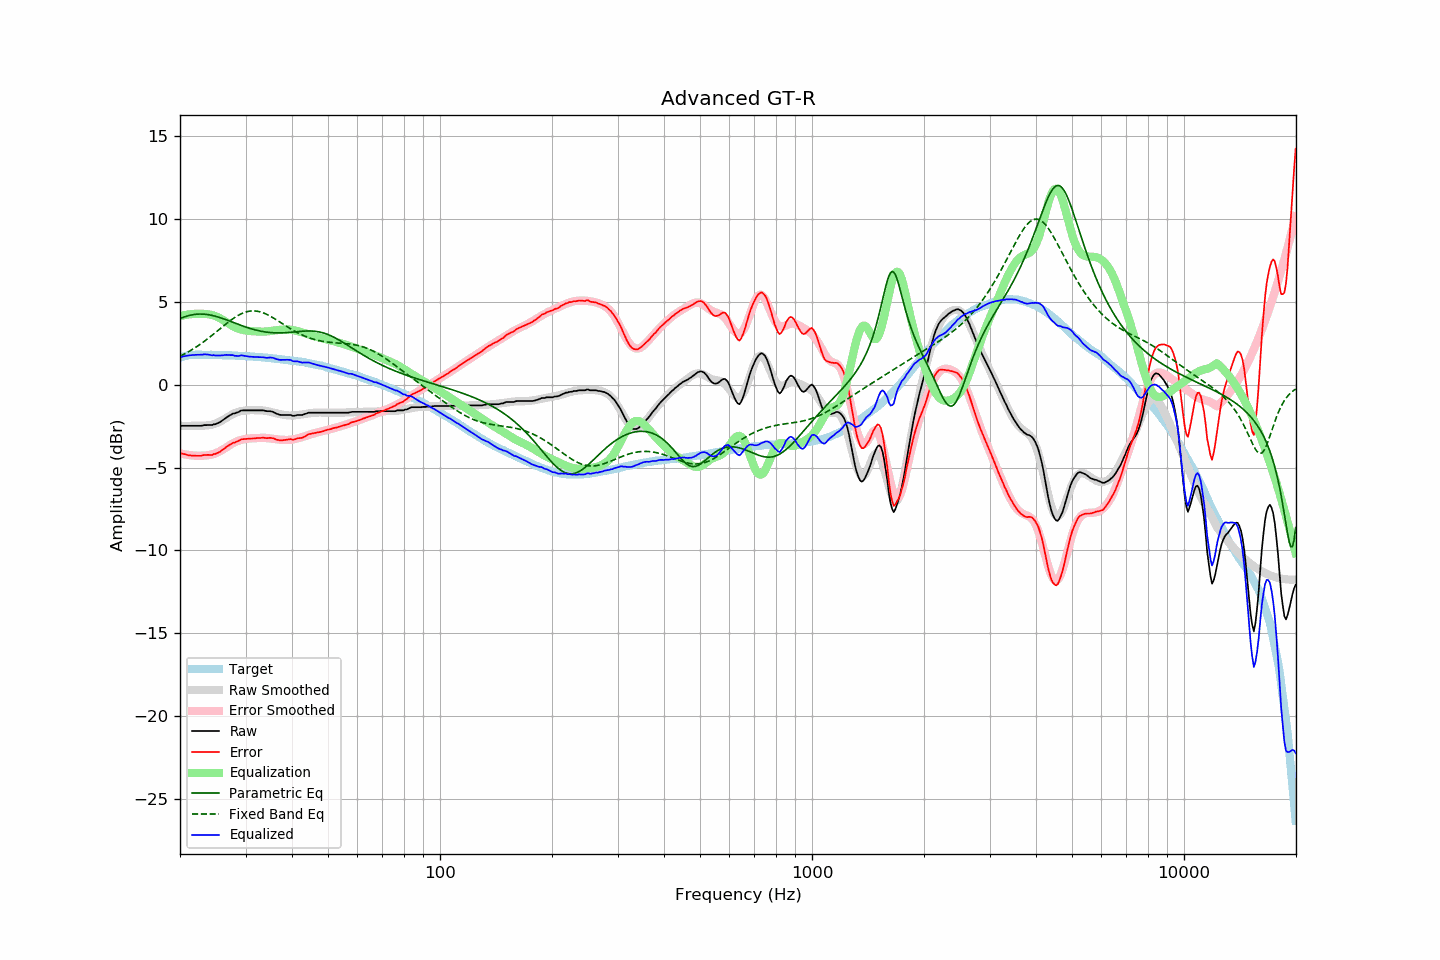 Advanced GT-R
Amplitude (dBr)
15
10
5
0
−5
−10
−15
−20
−25
Target
Raw Smoothed
Error Smoothed
Raw
Error
Equalization
Parametric Eq
Fixed Band Eq
Equalized
100
1000
10000
Frequency (Hz)